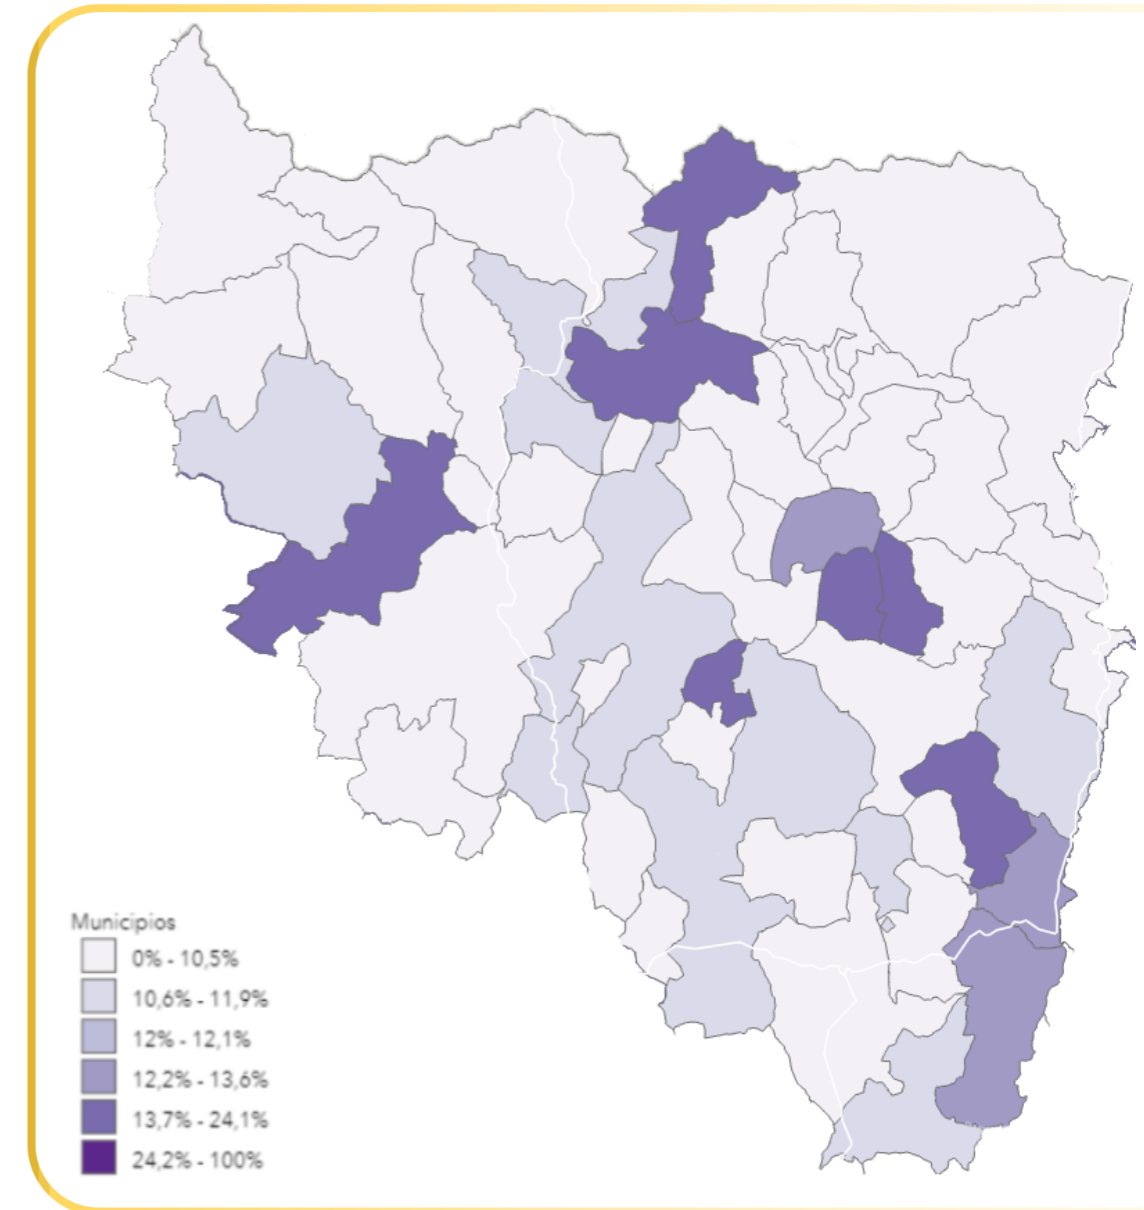 Municipios
0% - 10,5%
10,6% - 11,9%
12% - 12,1%
12,2% - 13,6%
13,7% - 24,1%
24,2% - 100%